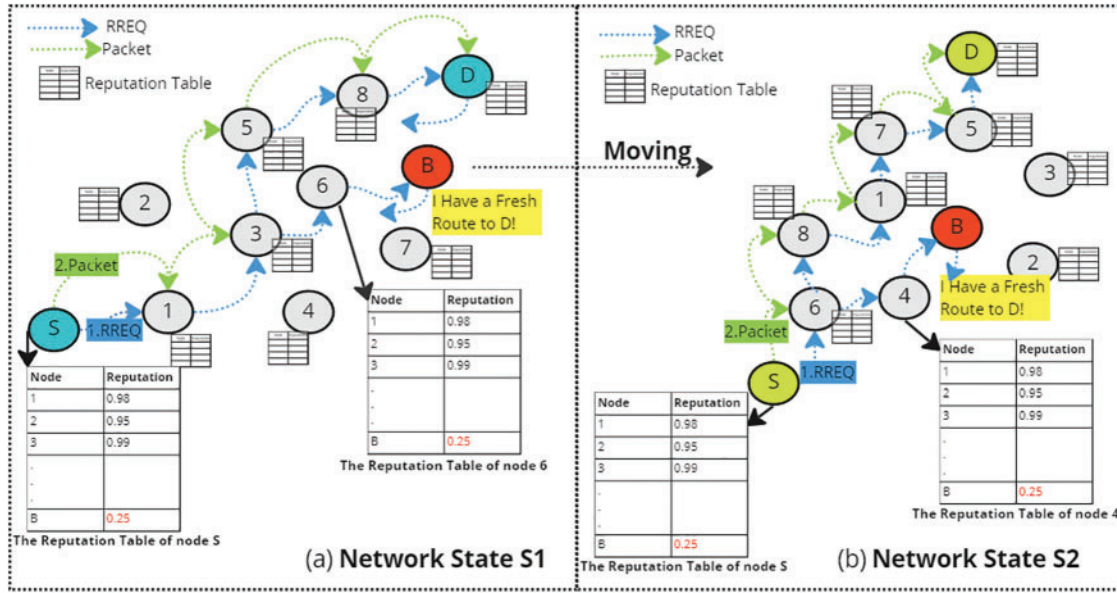 RREQ
Packet
Reputation Table
D
8
5
B
6
I Have a Fresh
Route to D!
2
3
7
2.Packet
1
4
S
1.RREQ
Node Reputation
1 0.98
2 0.95
3 0.99
.
.
.
B 0.25
The Reputation Table of node 6
Node Reputation
1 0.98
2 0.95
3 0.99
.
.
.
B 0.25
The Reputation Table of node S
(a) Network State S1
Moving
RREQ
Packet
Reputation Table
D
7
5
3
1
8
B
2
I Have a Fresh
Route to D!
6
4
2.Packet
1.RREQ
S
Node Reputation
1 0.98
2 0.95
3 0.99
.
.
.
B 0.25
The Reputation Table of node 4
Node Reputation
1 0.98
2 0.95
3 0.99
.
.
.
B 0.25
The Reputation Table of node S
(b) Network State S2